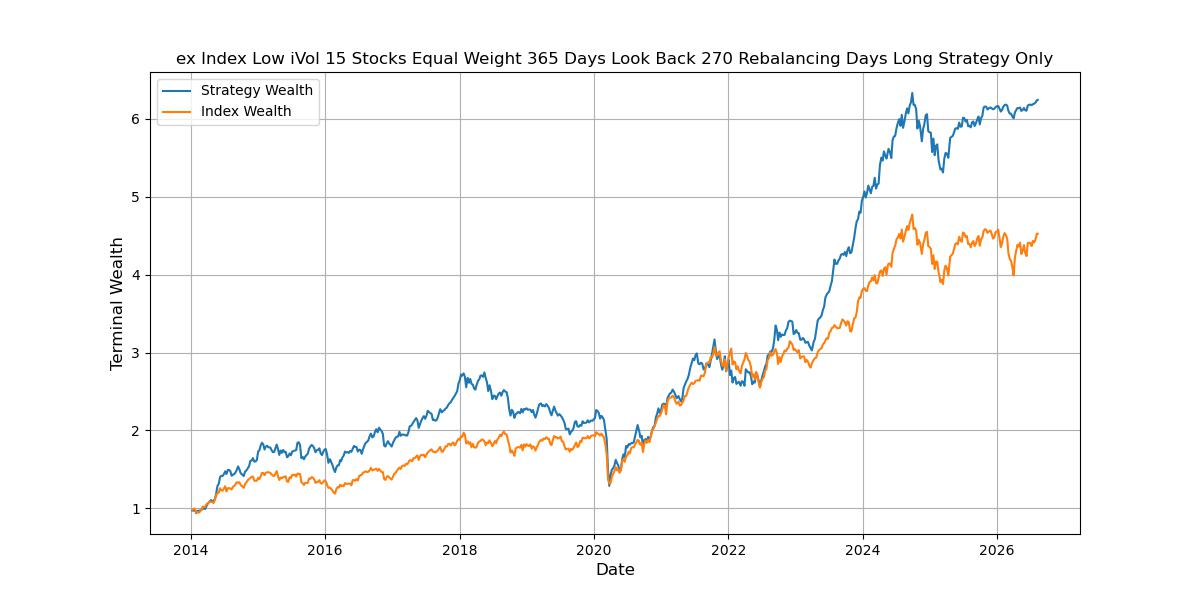 ex Index Low iVol 15 Stocks Equal Weight 365 Days Look Back 270 Rebalancing Days Long Strategy Only
Strategy Wealth
Index Wealth
Terminal Wealth
6
5
4
3
2
1
2014 2016 2018 2020 2022 2024 2026
Date